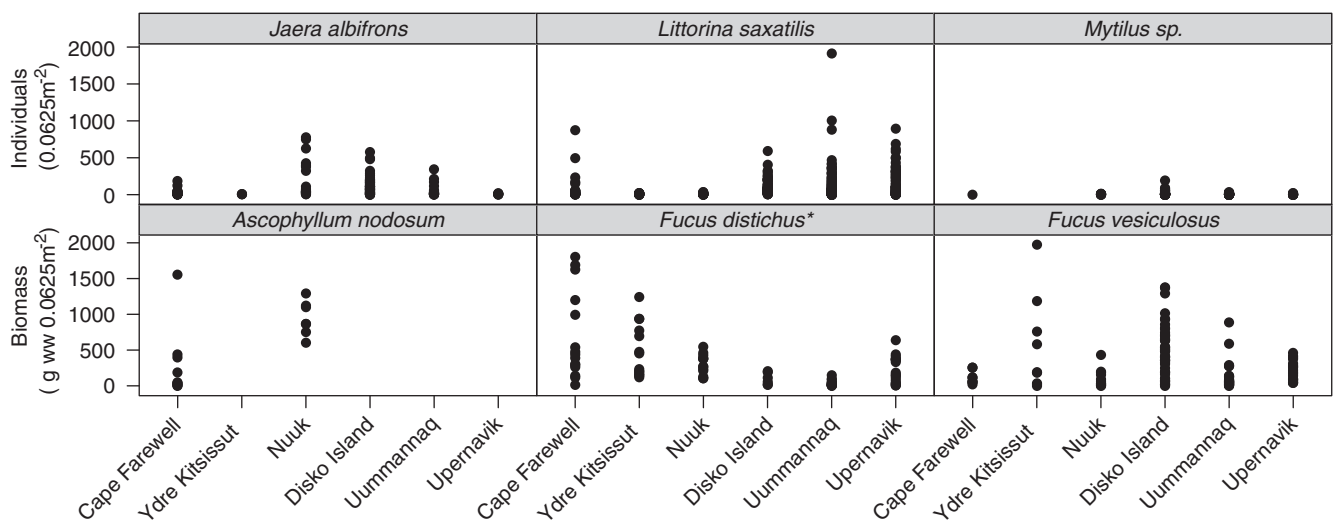 Jaera albifrons
Littorina saxatilis
Mytilus sp.
Individuals
(0.0625m-2)
2000
1500
1000
500
0
Ascophyllum nodosum
Fucus distichus*
Fucus vesiculosus
Biomass
( g ww 0.0625m-2)
2000
1500
1000
500
0
Cape Farewell
Ydre Kitsissut
Nuuk
Disko Island
Uummannaq
Upernavik
Cape Farewell
Ydre Kitsissut
Nuuk
Disko Island
Uummannaq
Upernavik
Cape Farewell
Ydre Kitsissut
Nuuk
Disko Island
Uummannaq
Upernavik